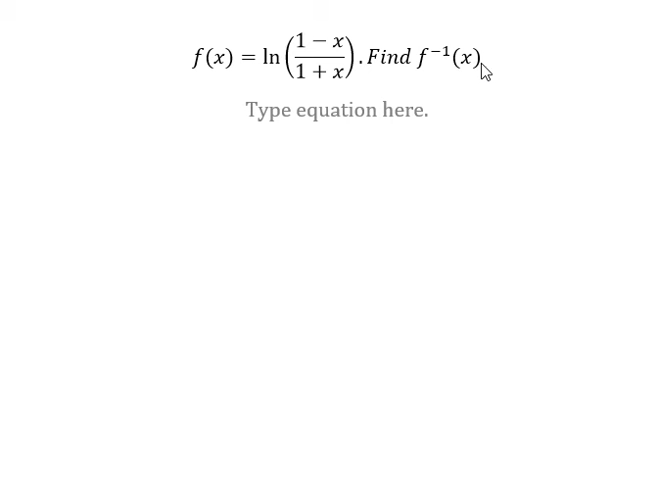 f(x) = ln((1 − x)/(1 + x)). Find f⁻¹(x)
Type equation here.